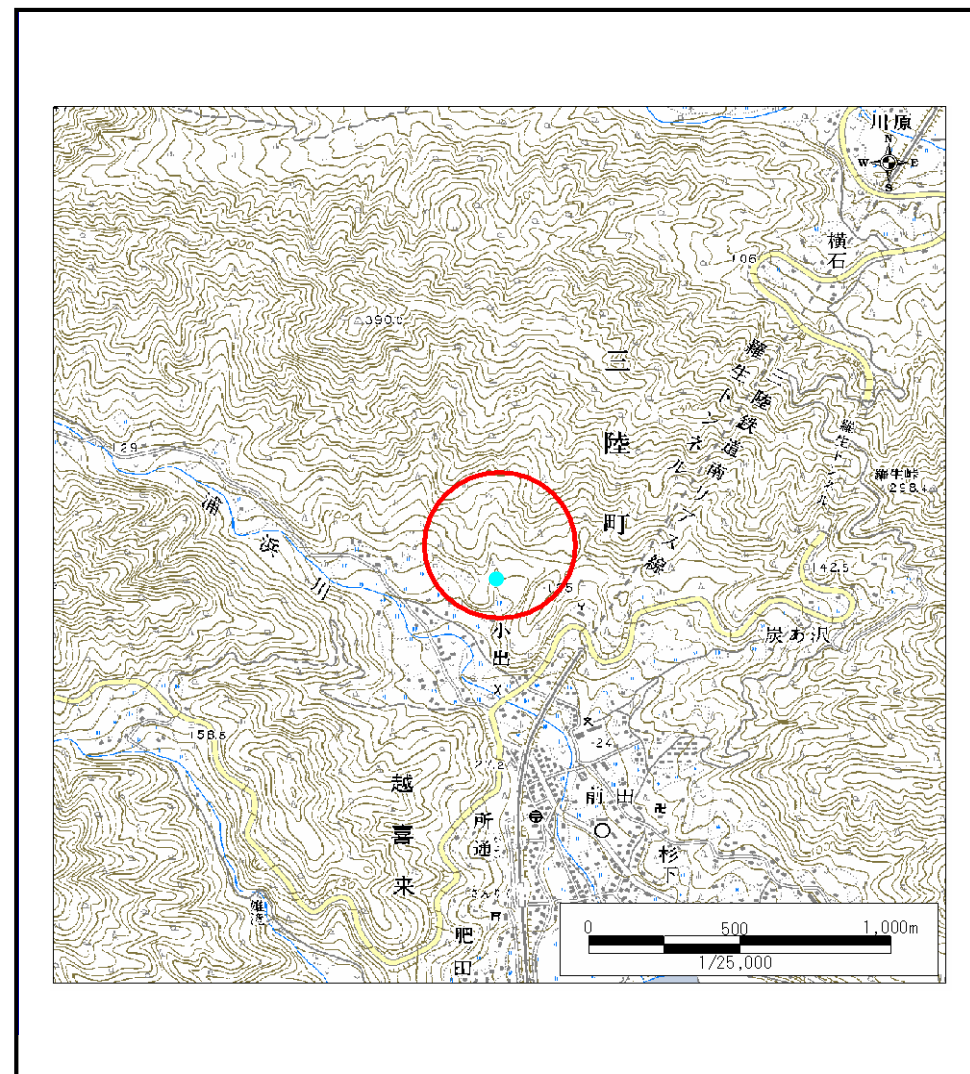 川原
N
W E
S
横石
106
390.0
三陸町
三陸鉄道南リアス線
羅生トンネル
羅生トンネル
羅生峠
298.4
129
浦浜川
142.5
小出
炭あ沢
158.8
24
越喜来
所通
前田
杉下
肥田
0 500 1,000m
1/25,000